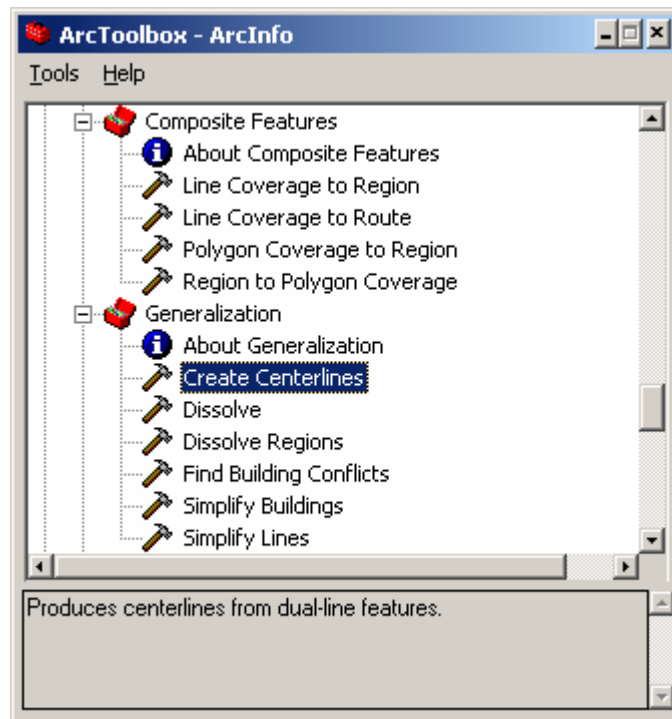 ArcToolbox - ArcInfo
Tools Help
Composite Features
About Composite Features
Line Coverage to Region
Line Coverage to Route
Polygon Coverage to Region
Region to Polygon Coverage
Generalization
About Generalization
Create Centerlines
Dissolve
Dissolve Regions
Find Building Conflicts
Simplify Buildings
Simplify Lines
Produces centerlines from dual-line features.